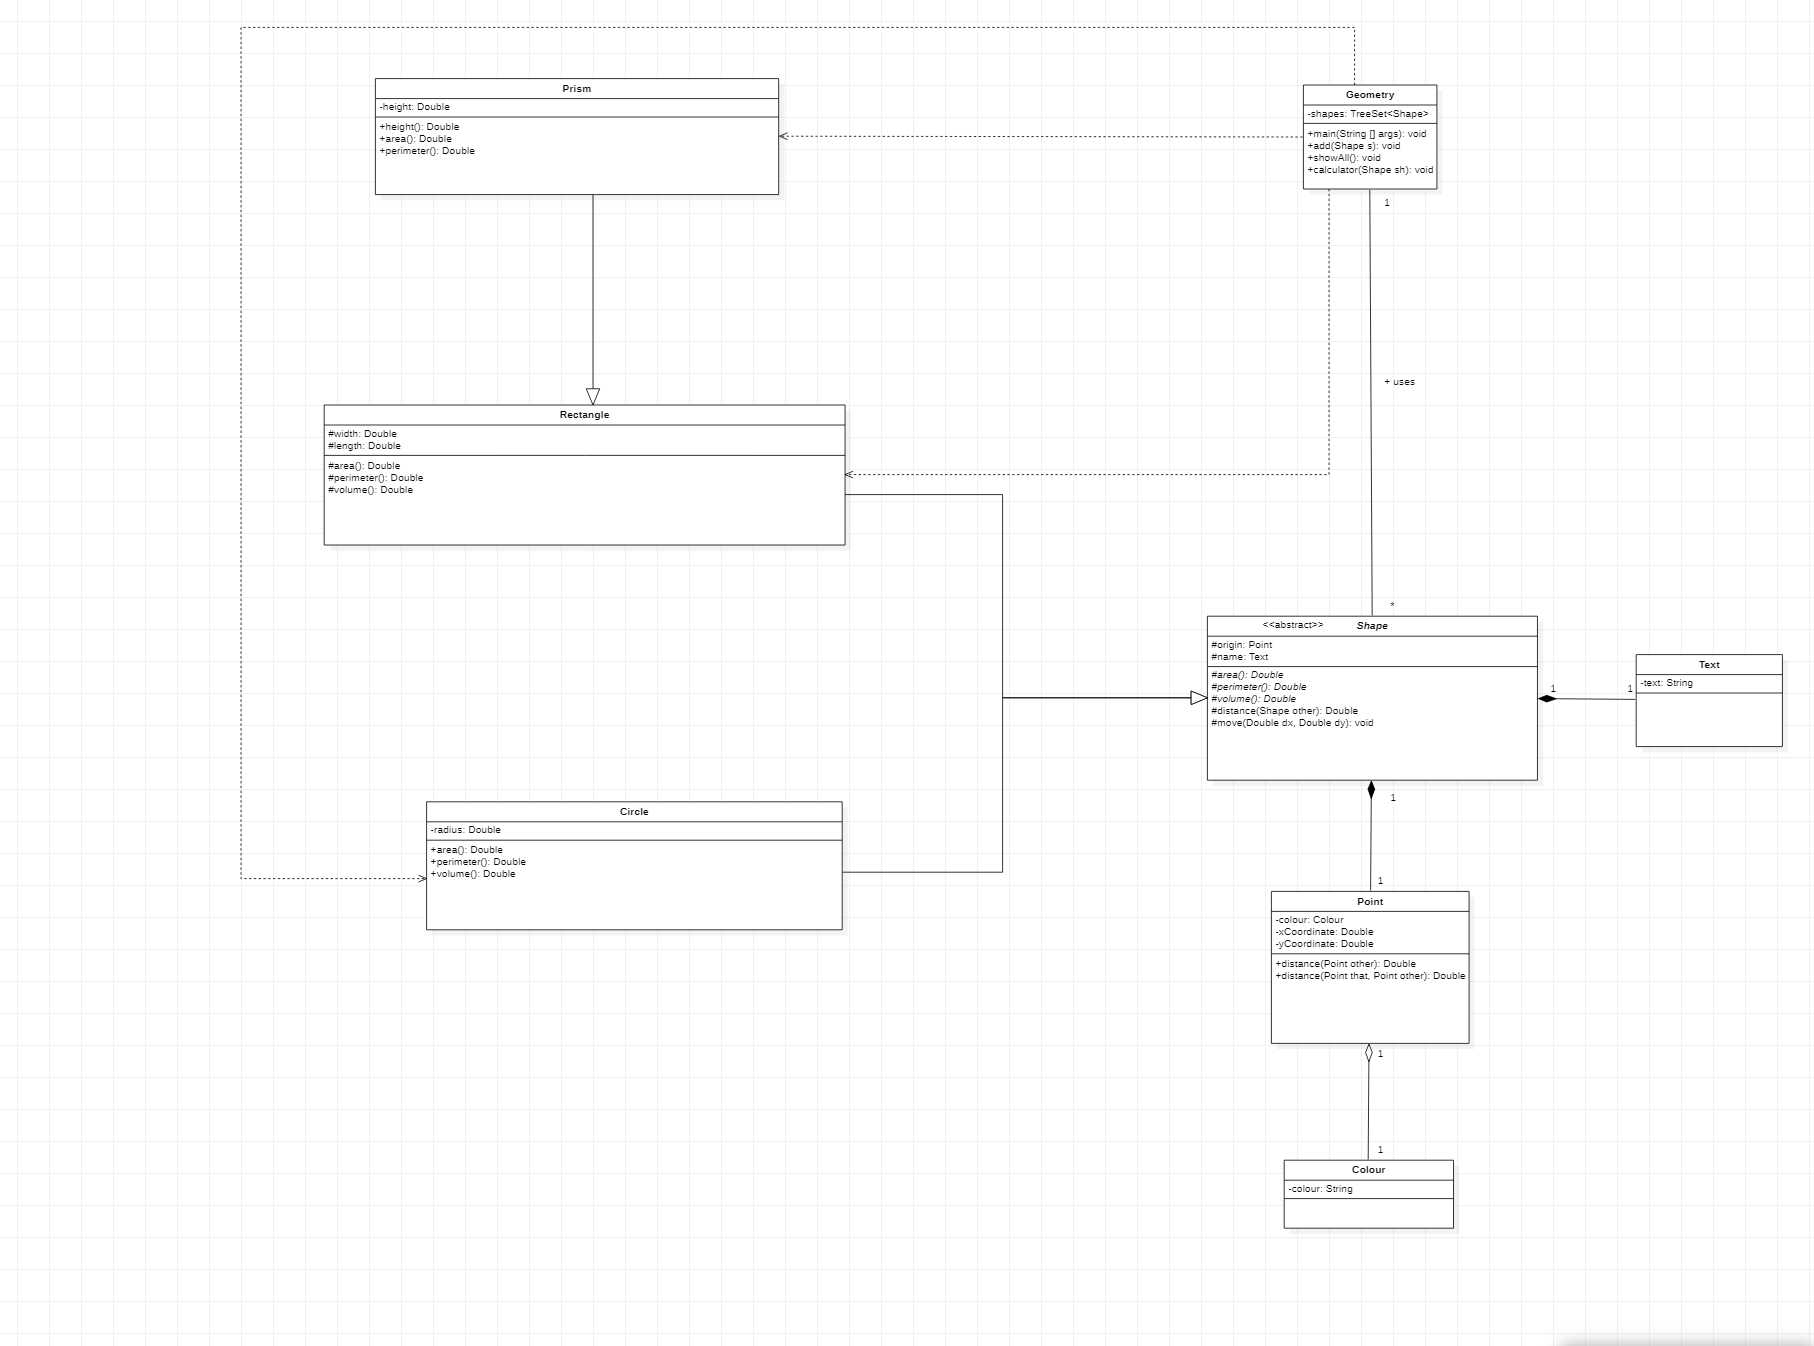 Prism
-height: Double
+height(): Double
+area(): Double
+perimeter(): Double
Geometry
-shapes: TreeSet<Shape>
+main(String [] args): void
+add(Shape s): void
+showAll(): void
+calculator(Shape sh): void
1
+ uses
*
Rectangle
#width: Double
#length: Double
#area(): Double
#perimeter(): Double
#volume(): Double
<<abstract>> Shape
#origin: Point
#name: Text
#area(): Double
#perimeter(): Double
#volume(): Double
#distance(Shape other): Double
#move(Double dx, Double dy): void
1
1
Text
-text: String
1
1
Circle
-radius: Double
+area(): Double
+perimeter(): Double
+volume(): Double
Point
-colour: Colour
-xCoordinate: Double
-yCoordinate: Double
+distance(Point other): Double
+distance(Point that, Point other): Double
1
1
Colour
-colour: String